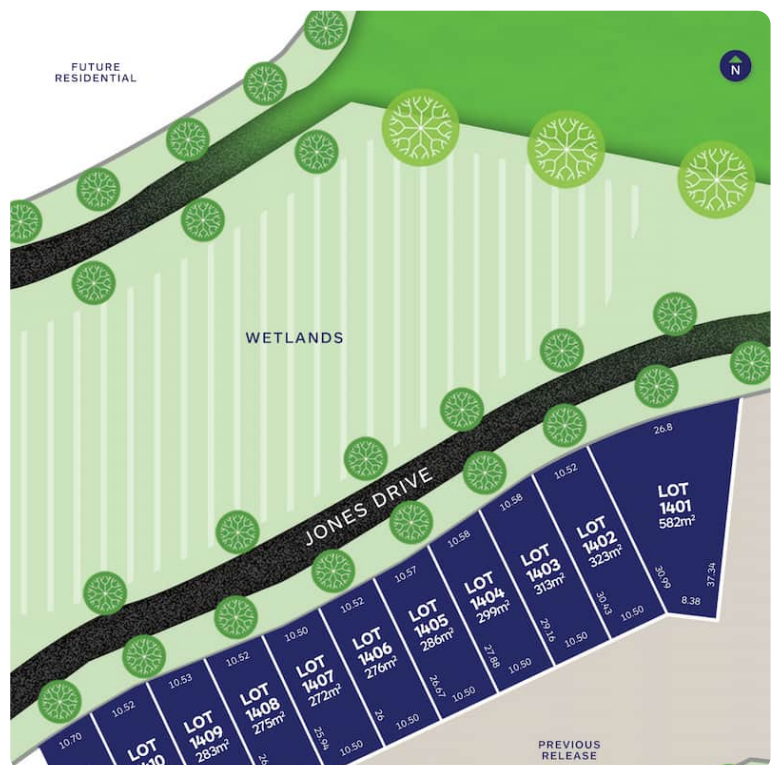 FUTURE
RESIDENTIAL
N
WETLANDS
JONES DRIVE
26.8
LOT
1401
582m²
37.34
8.38
30.99
10.52
LOT
1402
323m²
30.43
10.50
10.58
LOT
1403
313m²
29.16
10.50
10.58
LOT
1404
299m²
27.88
10.50
10.57
LOT
1405
286m²
26.67
10.50
10.52
LOT
1406
276m²
26
10.50
10.50
LOT
1407
272m²
25.94
10.50
10.52
LOT
1408
275m²
26
10.53
LOT
1409
283m²
10.52
LOT
10.70
PREVIOUS
RELEASE